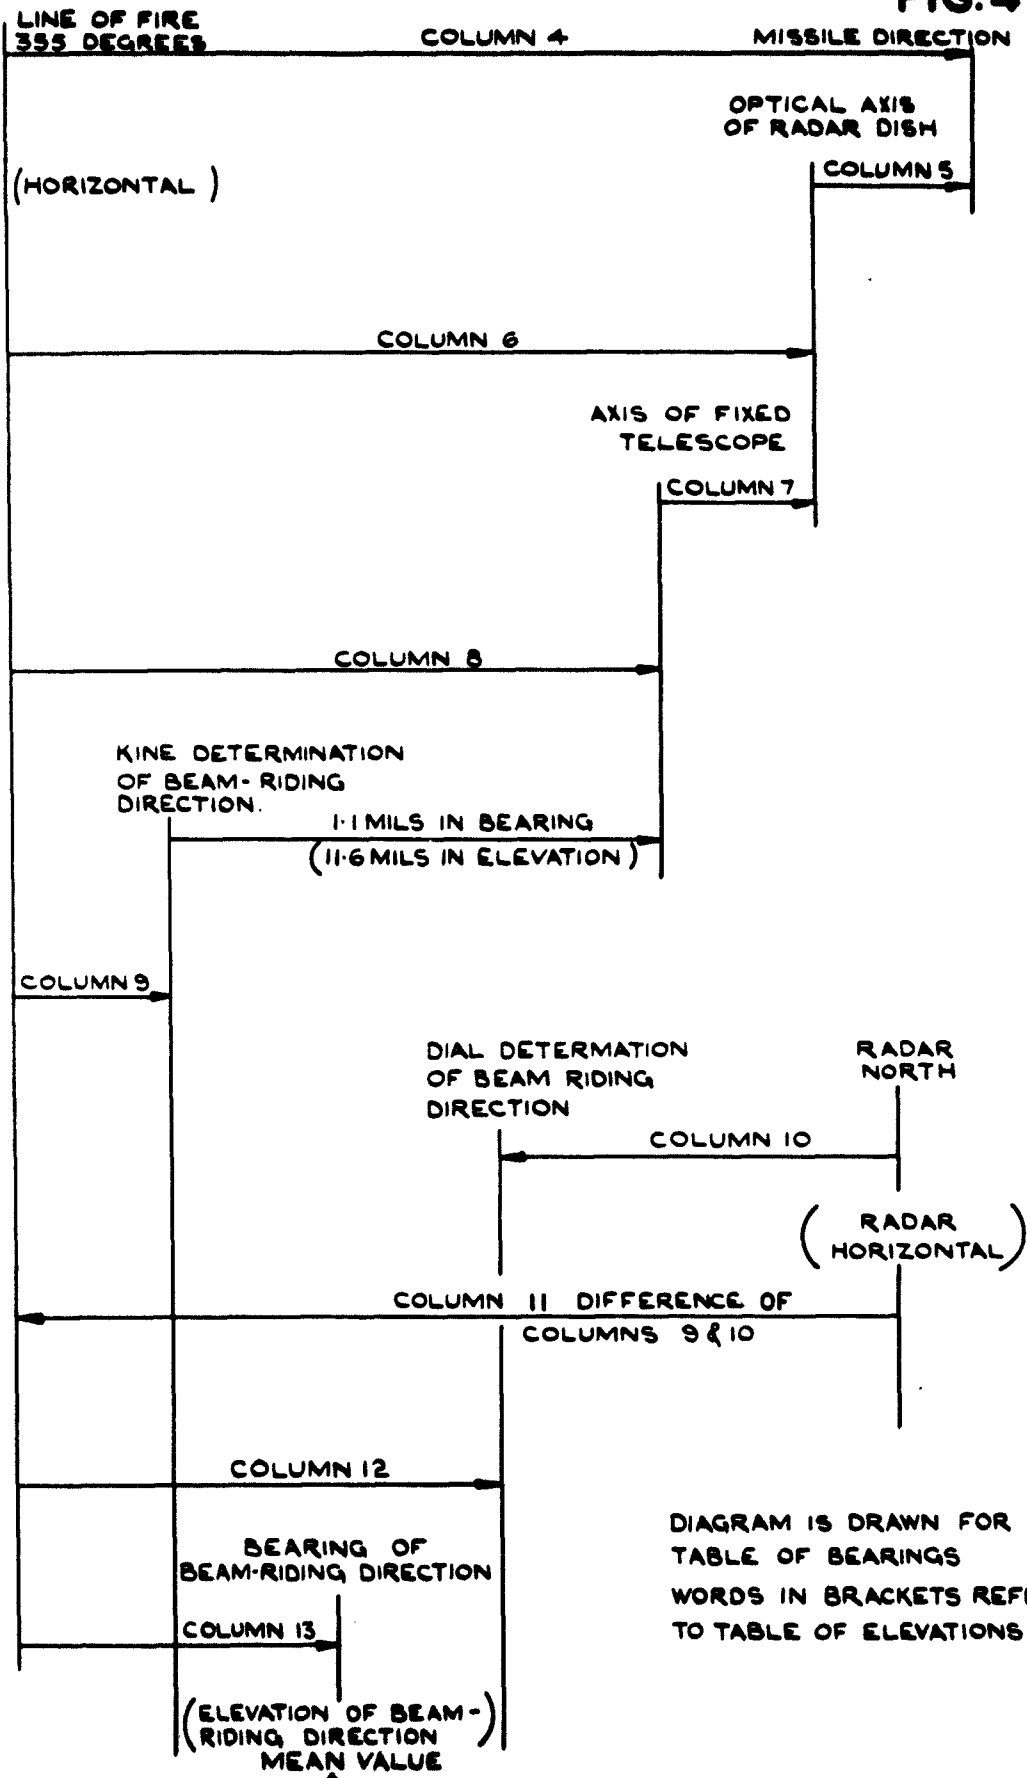 FIG. 4
LINE OF FIRE
355 DEGREES
COLUMN 4
MISSILE DIRECTION
OPTICAL AXIS
OF RADAR DISH
(HORIZONTAL)
COLUMN 5
COLUMN 6
AXIS OF FIXED
TELESCOPE
COLUMN 7
COLUMN 8
KINE DETERMINATION
OF BEAM-RIDING
DIRECTION.
1·1 MILS IN BEARING
(11·6 MILS IN ELEVATION)
COLUMN 9
DIAL DETERMATION
OF BEAM RIDING
DIRECTION
RADAR
NORTH
COLUMN 10
(RADAR
HORIZONTAL)
COLUMN 11 DIFFERENCE OF
COLUMNS 9 & 10
COLUMN 12
BEARING OF
BEAM-RIDING DIRECTION
COLUMN 13
(ELEVATION OF BEAM-
RIDING DIRECTION)
MEAN VALUE
DIAGRAM IS DRAWN FOR
TABLE OF BEARINGS
WORDS IN BRACKETS
TO TABLE OF ELEVATIONS